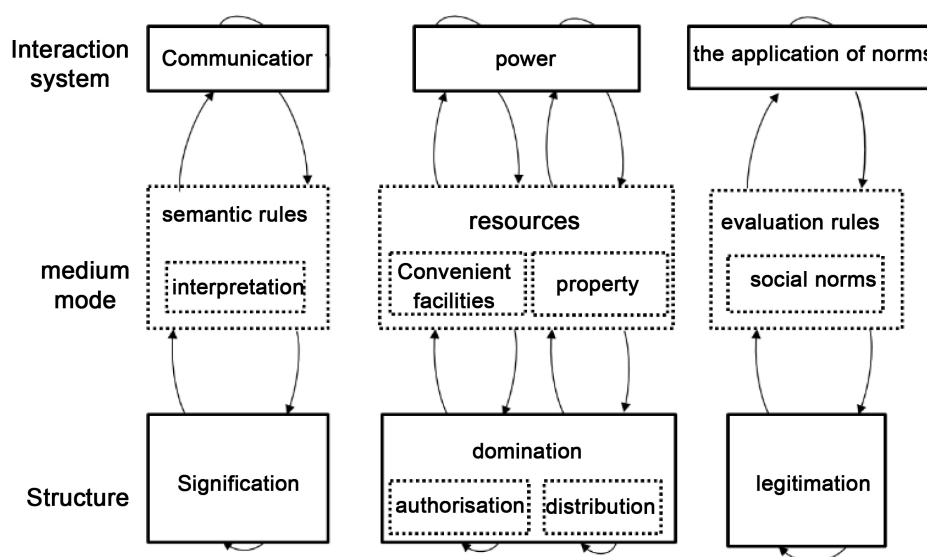 Interaction
system
Communicatior
power
the application of norms
medium
mode
semantic rules
interpretation
resources
Convenient
facilities
property
evaluation rules
social norms
Structure
Signification
domination
authorisation
distribution
legitimation